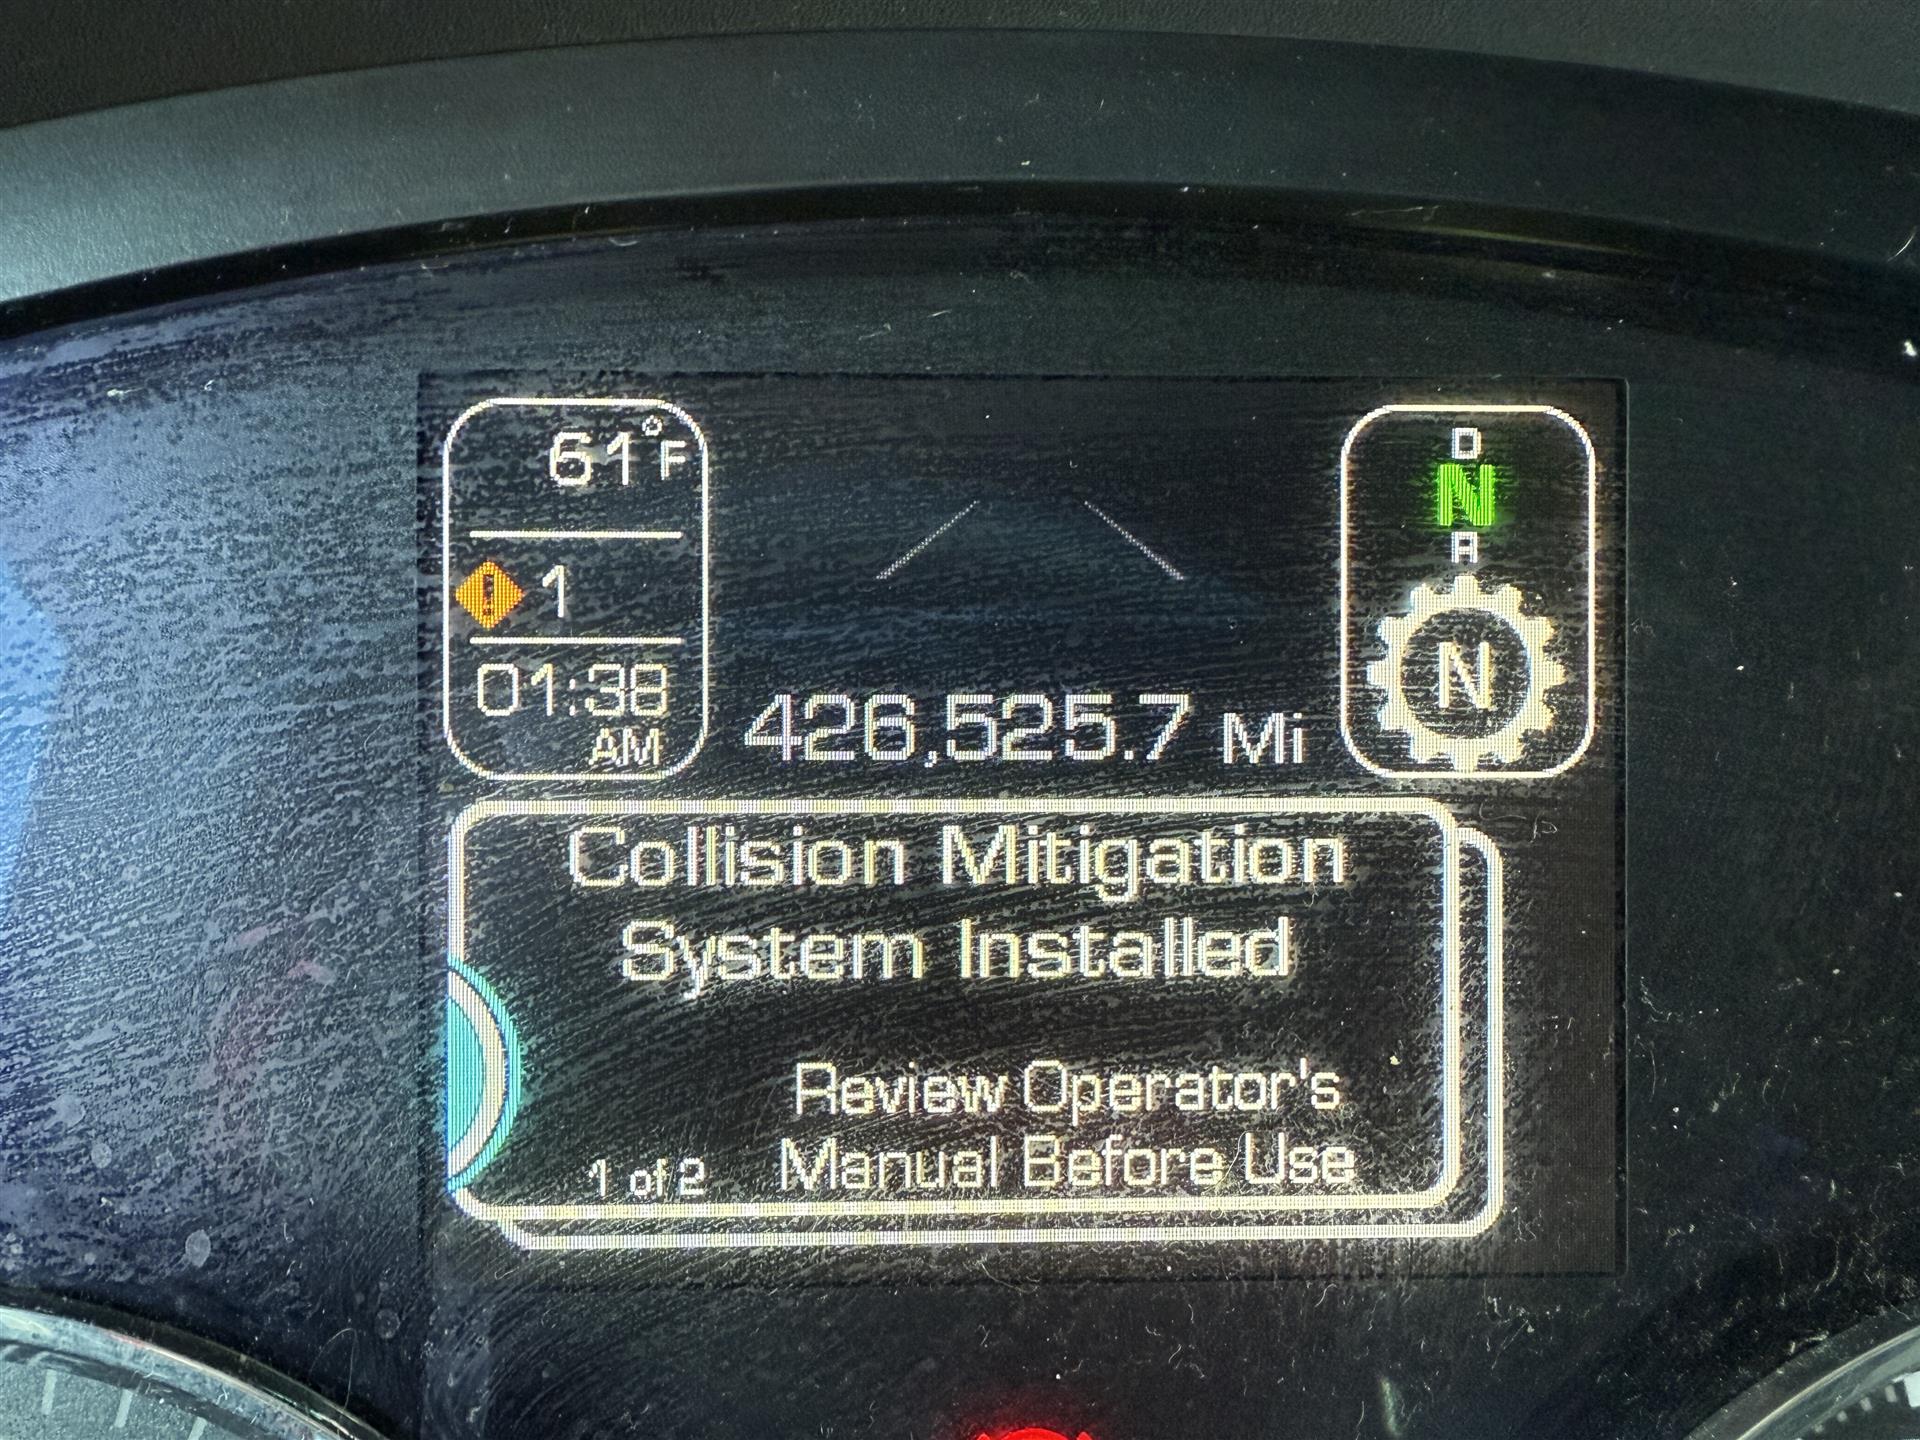 61°F
1
01:38
AM
426,525.7 Mi
D
N
A
N
Collision Mitigation
System Installed
Review Operator's
Manual Before Use
1 of 2